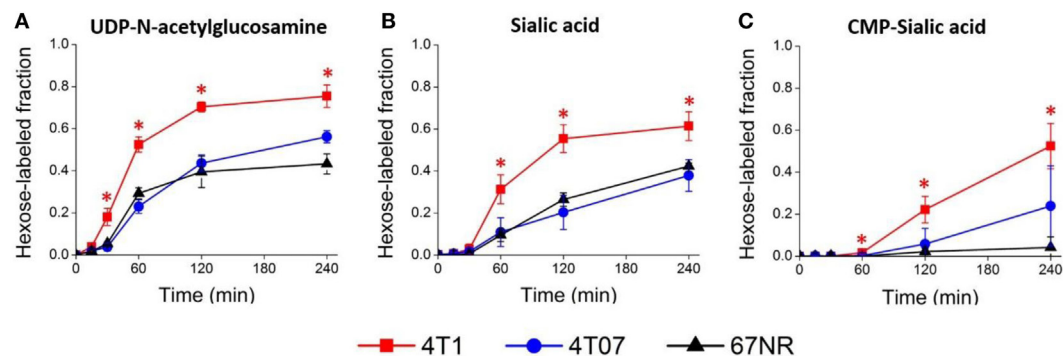 A UDP-N-acetylglucosamine
Hexose-labeled fraction
1.0
0.8
0.6
0.4
0.2
0.0
0 60 120 180 240
Time (min)
* * * *
B Sialic acid
Hexose-labeled fraction
1.0
0.8
0.6
0.4
0.2
0.0
0 60 120 180 240
Time (min)
* * *
C CMP-Sialic acid
Hexose-labeled fraction
1.0
0.8
0.6
0.4
0.2
0.0
0 60 120 180 240
Time (min)
* * *
4T1 4T07 67NR